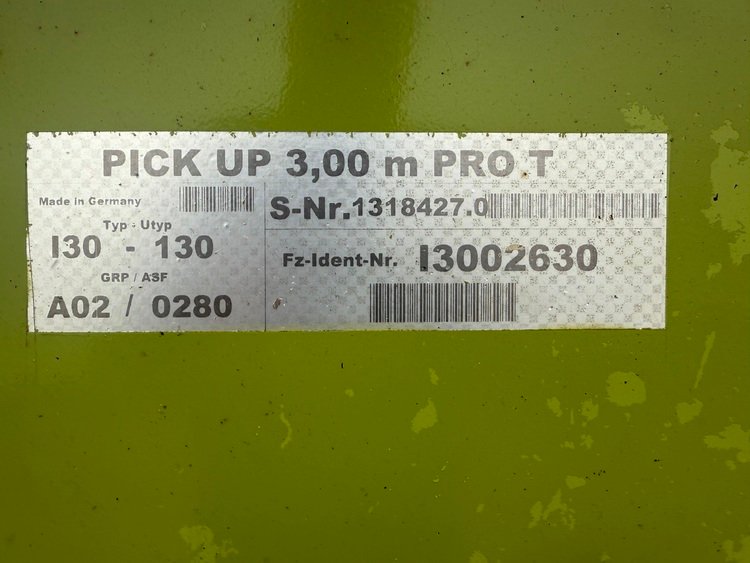 PICK UP 3,00 m PRO T
Made in Germany
S-Nr.1318427.0
Typ - Utyp
I30 - 130
Fz-Ident-Nr. I3002630
GRP / ASF
A02 / 0280